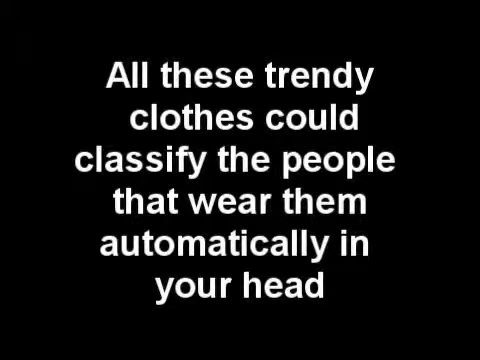 All these trendy
clothes could
classify the people
that wear them
automatically in
your head